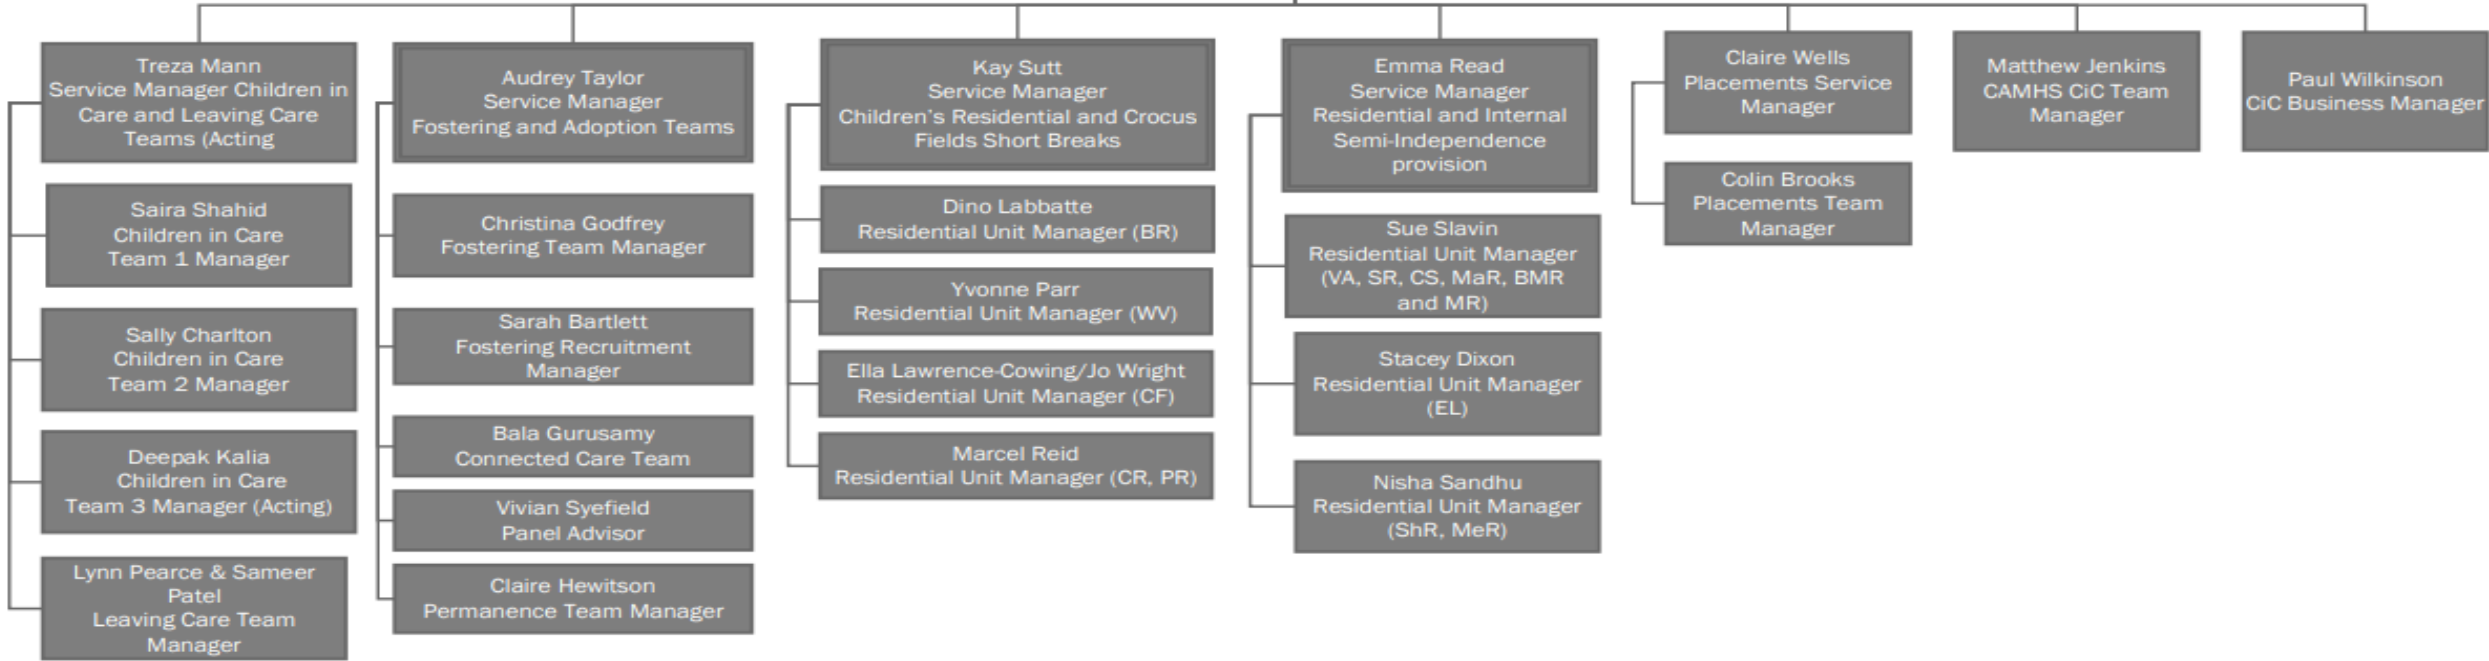 Treza Mann
Service Manager Children in
Care and Leaving Care
Teams (Acting
Saira Shahid
Children in Care
Team 1 Manager
Sally Charlton
Children in Care
Team 2 Manager
Deepak Kalia
Children in Care
Team 3 Manager (Acting)
Lynn Pearce & Sameer
Patel
Leaving Care Team
Manager
Audrey Taylor
Service Manager
Fostering and Adoption Teams
Christina Godfrey
Fostering Team Manager
Sarah Bartlett
Fostering Recruitment
Manager
Bala Gurusamy
Connected Care Team
Vivian Syefield
Panel Advisor
Claire Hewitson
Permanence Team Manager
Kay Sutt
Service Manager
Children's Residential and Crocus
Fields Short Breaks
Dino Labbatte
Residential Unit Manager (BR)
Yvonne Parr
Residential Unit Manager (WV)
Ella Lawrence-Cowing/Jo Wright
Residential Unit Manager (CF)
Marcel Reid
Residential Unit Manager (CR, PR)
Emma Read
Service Manager
Residential and Internal
Semi-Independence
provision
Sue Slavin
Residential Unit Manager
(VA, SR, CS, MaR, BMR
and MR)
Stacey Dixon
Residential Unit Manager
(EL)
Nisha Sandhu
Residential Unit Manager
(ShR, MeR)
Claire Wells
Placements Service
Manager
Colin Brooks
Placements Team
Manager
Matthew Jenkins
CAMHS CiC Team
Manager
Paul Wilkinson
CiC Business Manager